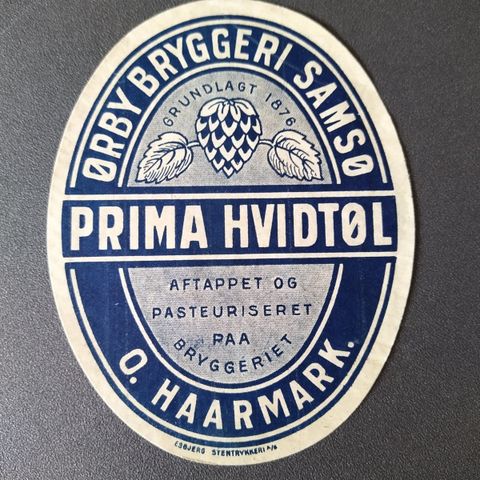 ØRBY BRYGGERI SAMSØ
GRUNDLAGT 1876
PRIMA HVIDTØL
AFTAPPET OG
PASTEURISERET
PAA
BRYGGERIET
O. HAARMARK.
ESBJERG STENTRYKKERI A/S